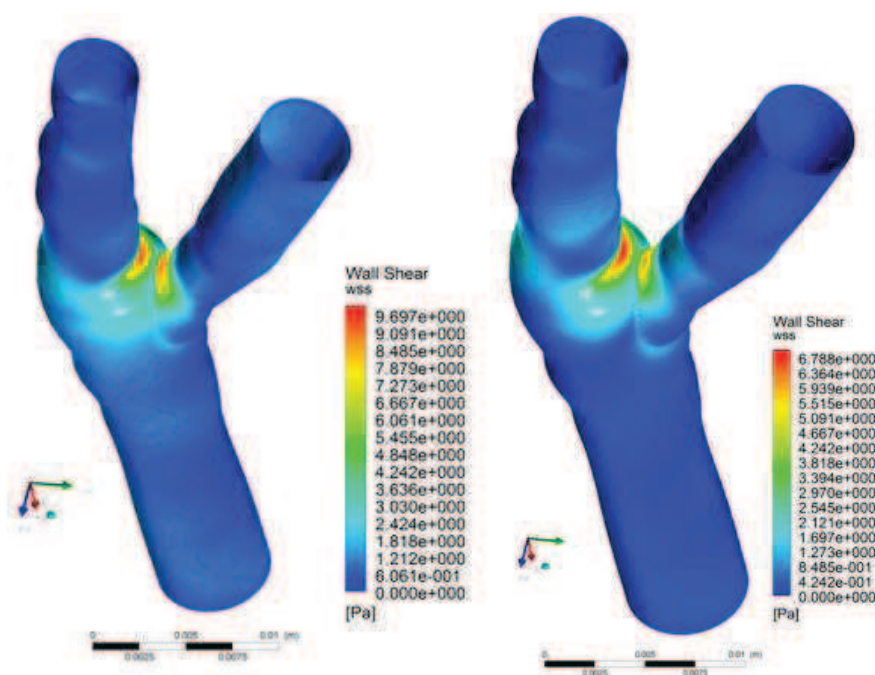 Wall Shear
wss
9.697e+000
9.091e+000
8.485e+000
7.879e+000
7.273e+000
6.667e+000
6.061e+000
5.455e+000
4.848e+000
4.242e+000
3.636e+000
3.030e+000
2.424e+000
1.818e+000
1.212e+000
6.061e-001
0.000e+000
[Pa]
0. 0.005 0.01 (m)
0.0025 0.0075
Wall Shear
wss
6.788e+000
6.364e+000
5.939e+000
5.515e+000
5.091e+000
4.667e+000
4.242e+000
3.818e+000
3.394e+000
2.970e+000
2.545e+000
2.121e+000
1.697e+000
1.273e+000
8.485e-001
4.242e-001
0.000e+000
[Pa]
0. 0.005 0.01 (m)
0.0025 0.0075